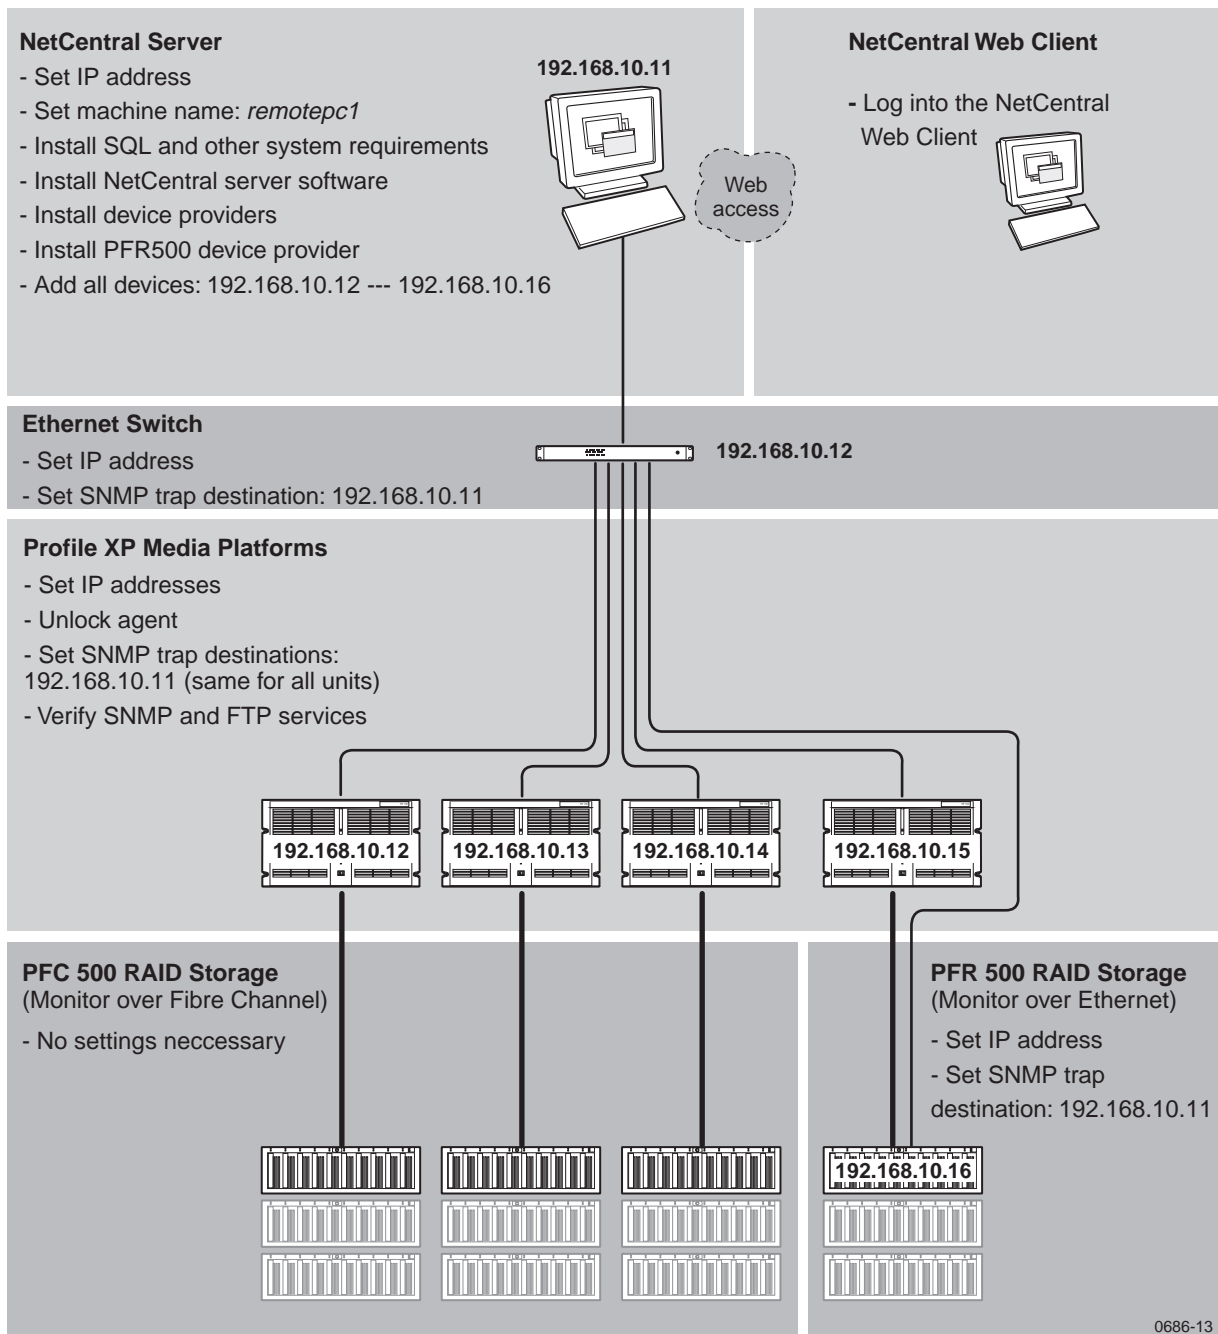 NetCentral Server
- Set IP address
- Set machine name: remotepc1
- Install SQL and other system requirements
- Install NetCentral server software
- Install device providers
- Install PFR500 device provider
- Add all devices: 192.168.10.12 --- 192.168.10.16
192.168.10.11
Web
access
NetCentral Web Client
- Log into the NetCentral
Web Client
Ethernet Switch
- Set IP address
- Set SNMP trap destination: 192.168.10.11
192.168.10.12
Profile XP Media Platforms
- Set IP addresses
- Unlock agent
- Set SNMP trap destinations:
192.168.10.11 (same for all units)
- Verify SNMP and FTP services
192.168.10.12
192.168.10.13
192.168.10.14
192.168.10.15
PFC 500 RAID Storage
(Monitor over Fibre Channel)
- No settings neccessary
PFR 500 RAID Storage
(Monitor over Ethernet)
- Set IP address
- Set SNMP trap
destination: 192.168.10.11
192.168.10.16
0686-13